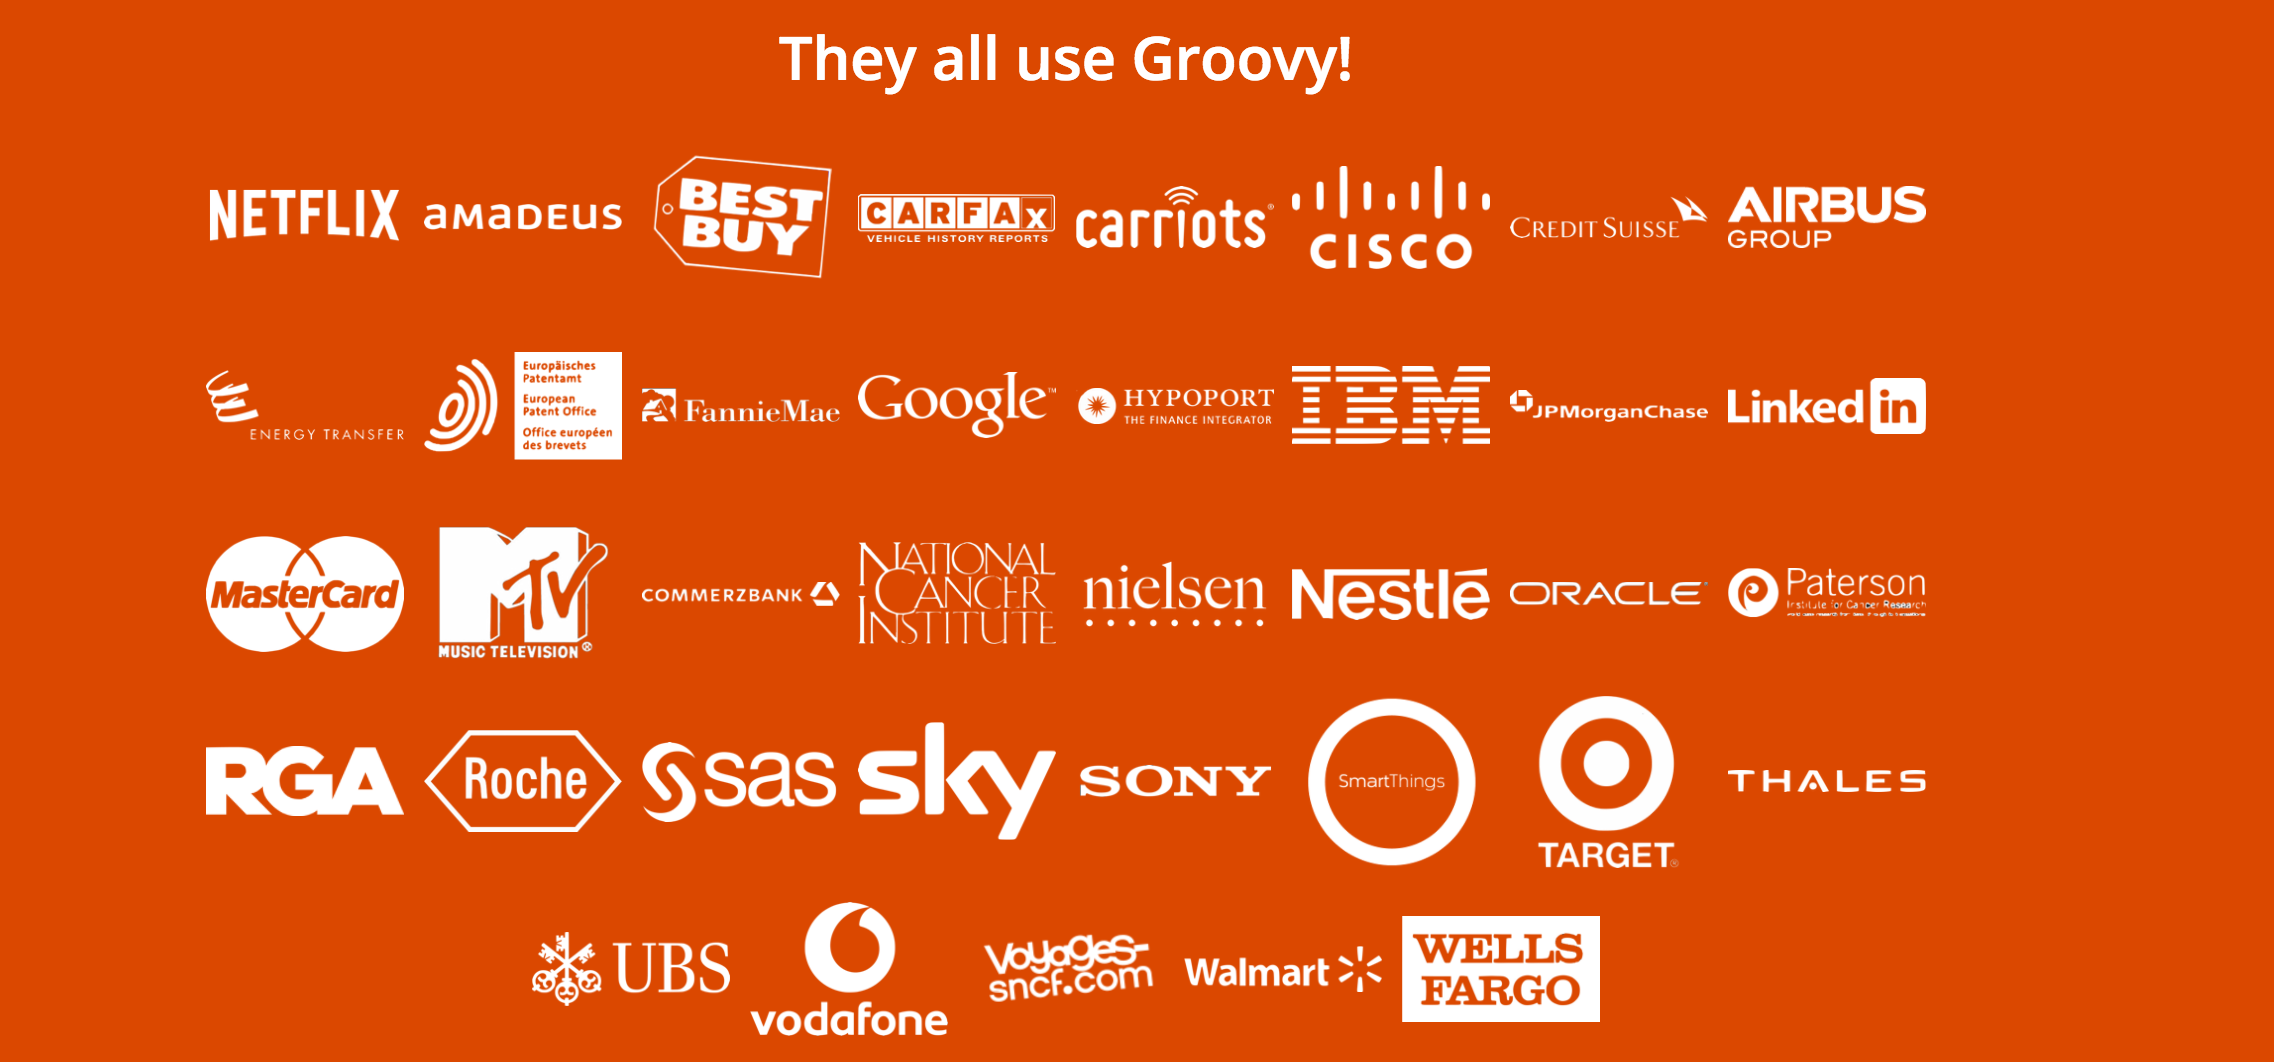 They all use Groovy!
NETFLIX
aMaDEUS
BEST
BUY
CARFAX
VEHICLE HISTORY REPORTS
carriots®
CISCO
CREDIT SUISSE
AIRBUS
GROUP
ENERGY TRANSFER
Europäisches
Patentamt
European
Patent Office
Office européen
des brevets
FannieMae
Google™
HYPOPORT
THE FINANCE INTEGRATOR
IBM
JPMorganChase
Linkedin
MasterCard
MTV
MUSIC TELEVISION®
COMMERZBANK
NATIONAL
CANCER
INSTITUTE
nielsen
Nestlé
ORACLE
Paterson
Institute for Cancer Research
RGA
Roche
sas
sky
SONY
SmartThings
TARGET®
THALES
UBS
vodafone
Voyages-
sncf.com
Walmart
WELLS
FARGO